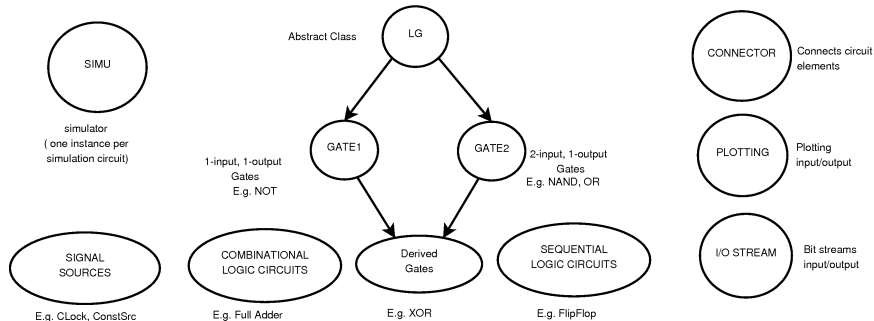 SIMU
simulator
( one instance per
simulation circuit)
Abstract Class
LG
CONNECTOR
Connects circuit
elements
GATE1
1-input, 1-output
Gates
E.g. NOT
GATE2
2-input, 1-output
Gates
E.g. NAND, OR
PLOTTING
Plotting
input/output
SIGNAL
SOURCES
E.g. CLock, ConstSrc
COMBINATIONAL
LOGIC CIRCUITS
E.g. Full Adder
Derived
Gates
E.g. XOR
SEQUENTIAL
LOGIC CIRCUITS
E.g. FlipFlop
I/O STREAM
Bit streams
input/output